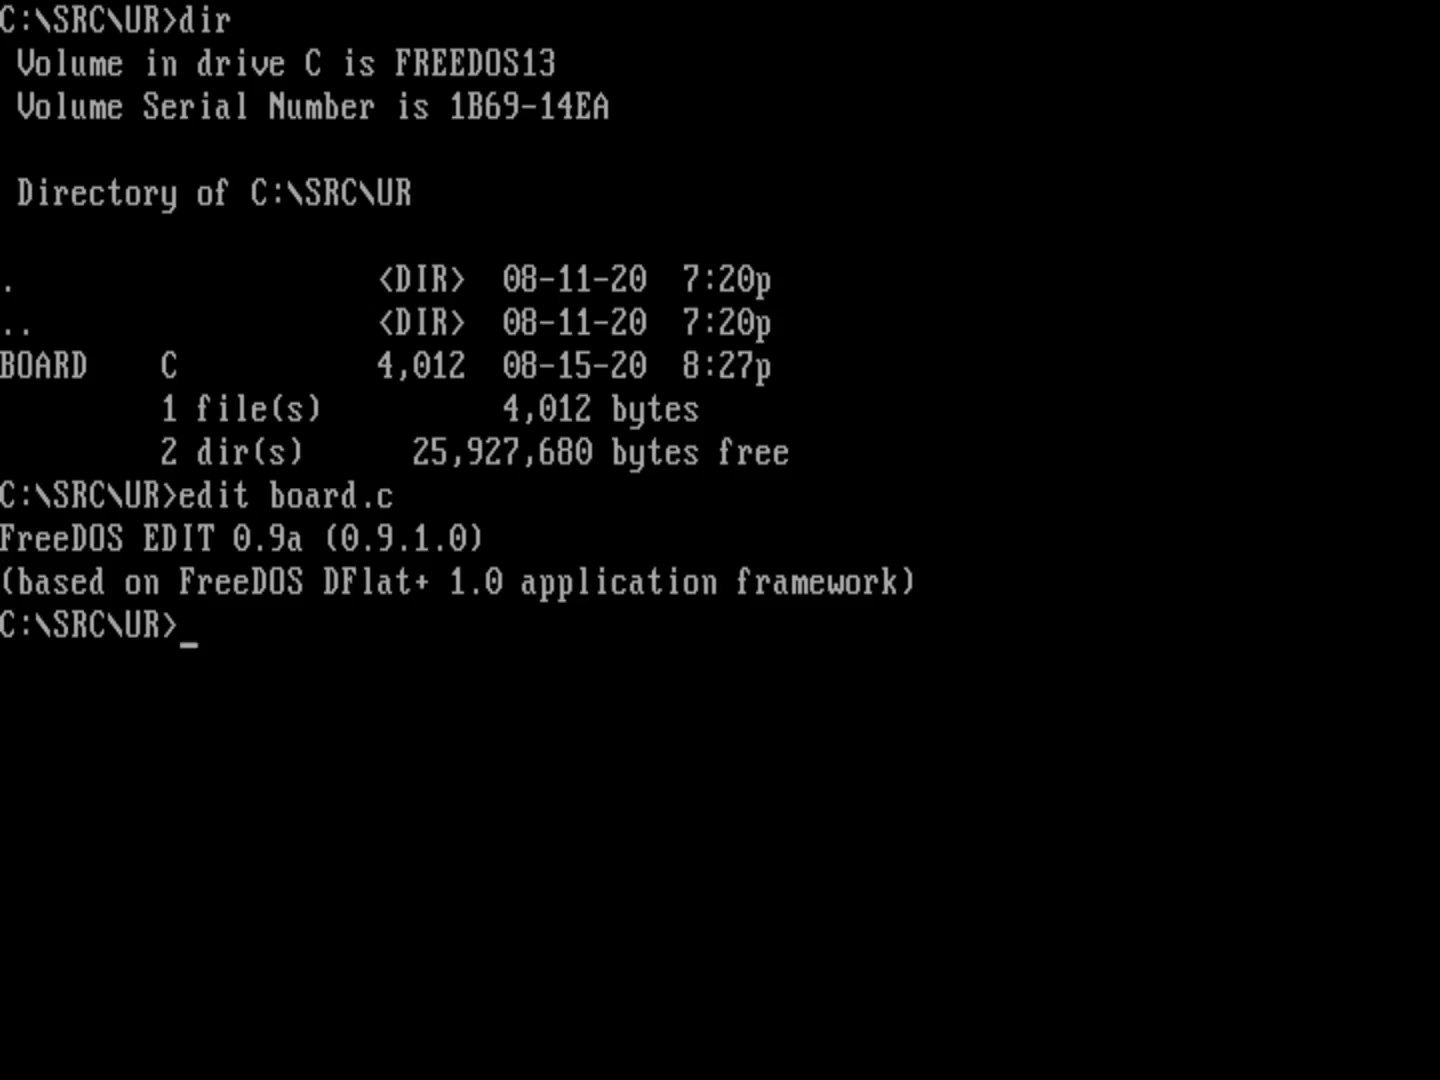 C:\SRC\UR>dir
 Volume in drive C is FREEDOS13
 Volume Serial Number is 1B69-14EA

 Directory of C:\SRC\UR

.                    <DIR>  08-11-20  7:20p
..                   <DIR>  08-11-20  7:20p
BOARD    C           4,012  08-15-20  8:27p
         1 file(s)          4,012 bytes
         2 dir(s)      25,927,680 bytes free
C:\SRC\UR>edit board.c
FreeDOS EDIT 0.9a (0.9.1.0)
(based on FreeDOS DFlat+ 1.0 application framework)
C:\SRC\UR>_